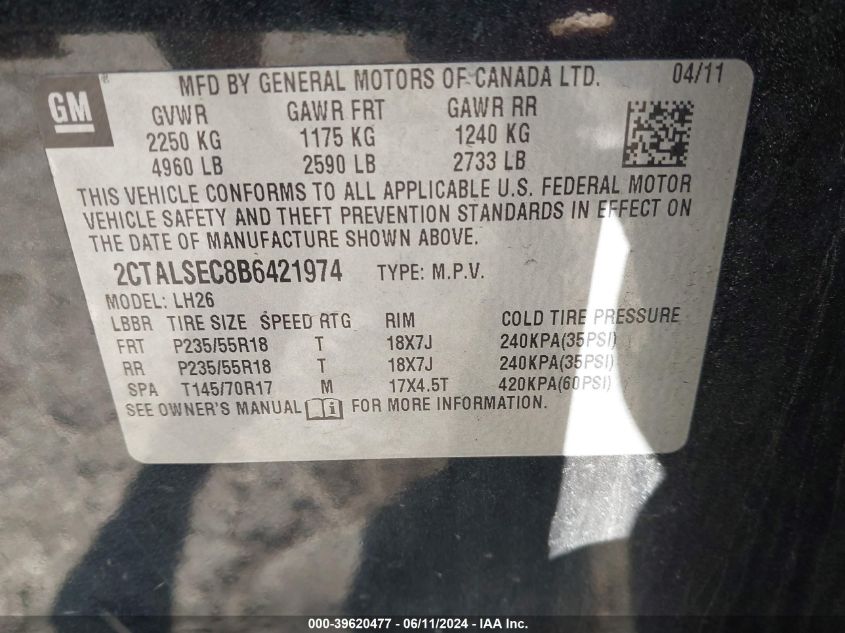 GM ® MFD BY GENERAL MOTORS OF CANADA LTD. 04/11
GVWR GAWR FRT GAWR RR
2250 KG 1175 KG 1240 KG
4960 LB 2590 LB 2733 LB
THIS VEHICLE CONFORMS TO ALL APPLICABLE U.S. FEDERAL MOTOR
VEHICLE SAFETY AND THEFT PREVENTION STANDARDS IN EFFECT ON
THE DATE OF MANUFACTURE SHOWN ABOVE.
2CTALSEC8B6421974 TYPE: M.P.V.
MODEL: LH26
LBBR TIRE SIZE SPEED RTG RIM COLD TIRE PRESSURE
FRT P235/55R18 T 18X7J 240KPA(35PSI)
RR P235/55R18 T 18X7J 240KPA(35PSI)
SPA T145/70R17 M 17X4.5T 420KPA(60PSI)
SEE OWNER'S MANUAL i FOR MORE INFORMATION.
000-39620477 - 06/11/2024 - IAA Inc.